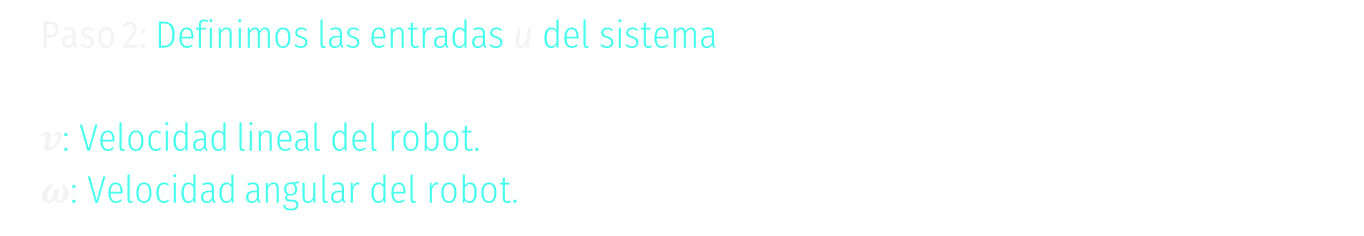 Paso 2: Definimos las entradas u del sistema
v: Velocidad lineal del robot.
ω: Velocidad angular del robot.